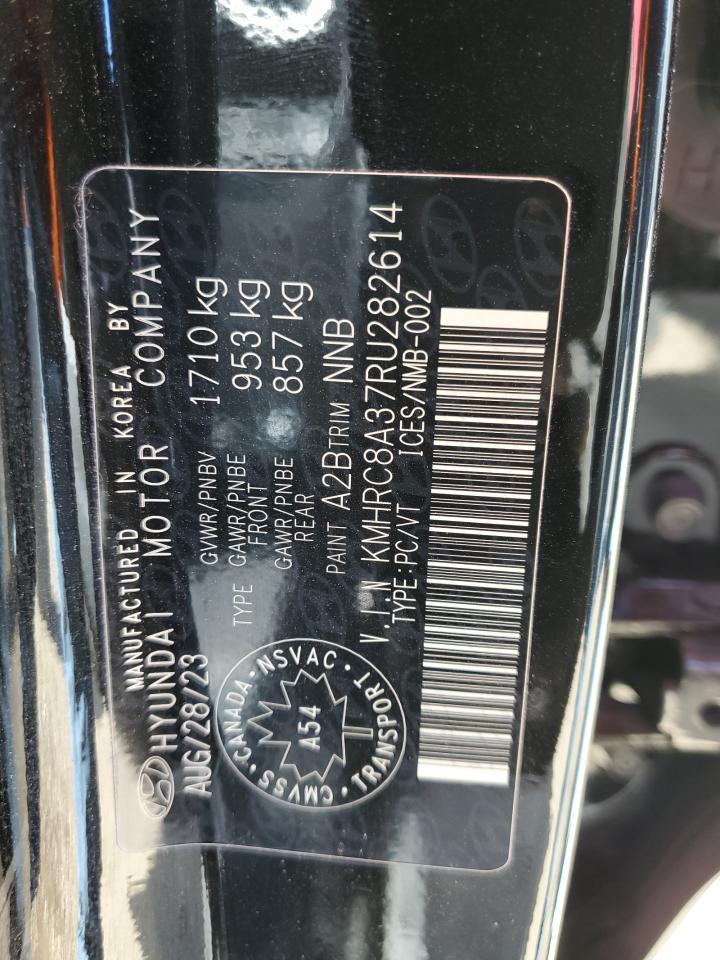 MANUFACTURED IN KOREA BY
HYUNDAI MOTOR COMPANY
AUG/28/23
GVWR/PNBV 1710 kg
TYPE GAWR/PNBE FRONT 953 kg
GAWR/PNBE REAR 857 kg
PAINT A2B TRIM NNB
V.I.N KMHRC8A37RU282614
TYPE:PC/VT ICES/NMB-002
CANADA · NSVAC · TRANSPORT · CMVSS ·
A54